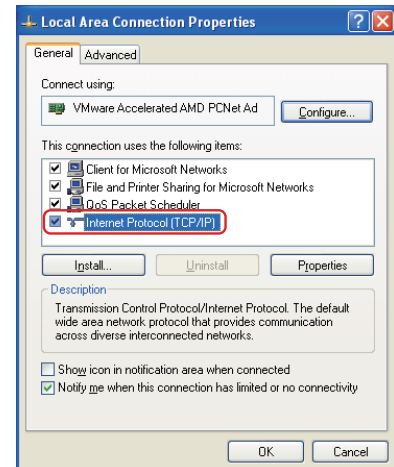 Local Area Connection Properties
General Advanced
Connect using:
VMware Accelerated AMD PCNet Ad Configure...
This connection uses the following items:
Client for Microsoft Networks
File and Printer Sharing for Microsoft Networks
QoS Packet Scheduler
Internet Protocol (TCP/IP)
Install... Uninstall Properties
Description
Transmission Control Protocol/Internet Protocol. The default
wide area network protocol that provides communication
across diverse interconnected networks.
Show icon in notification area when connected
Notify me when this connection has limited or no connectivity
OK Cancel